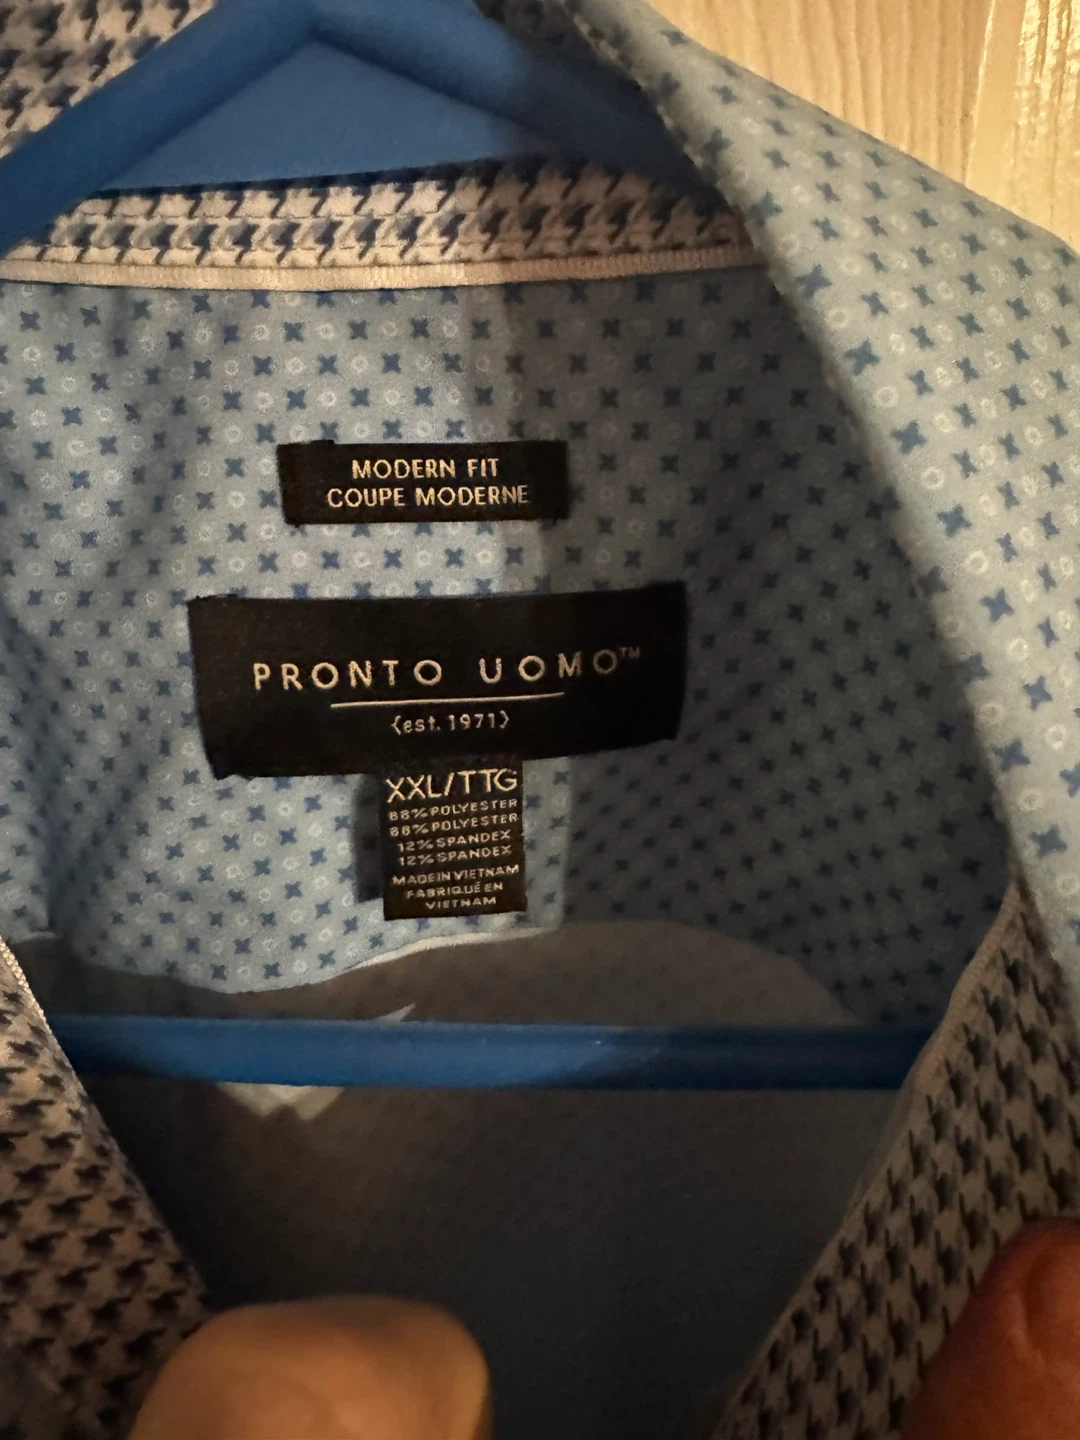 MODERN FIT
COUPE MODERNE
PRONTO UOMO™
{est. 1971}
XXL/TTG
88% POLYESTER
88% POLYESTER
12% SPANDEX
12% SPANDEX
MADE IN VIETNAM
FABRIQUÉ EN
VIETNAM